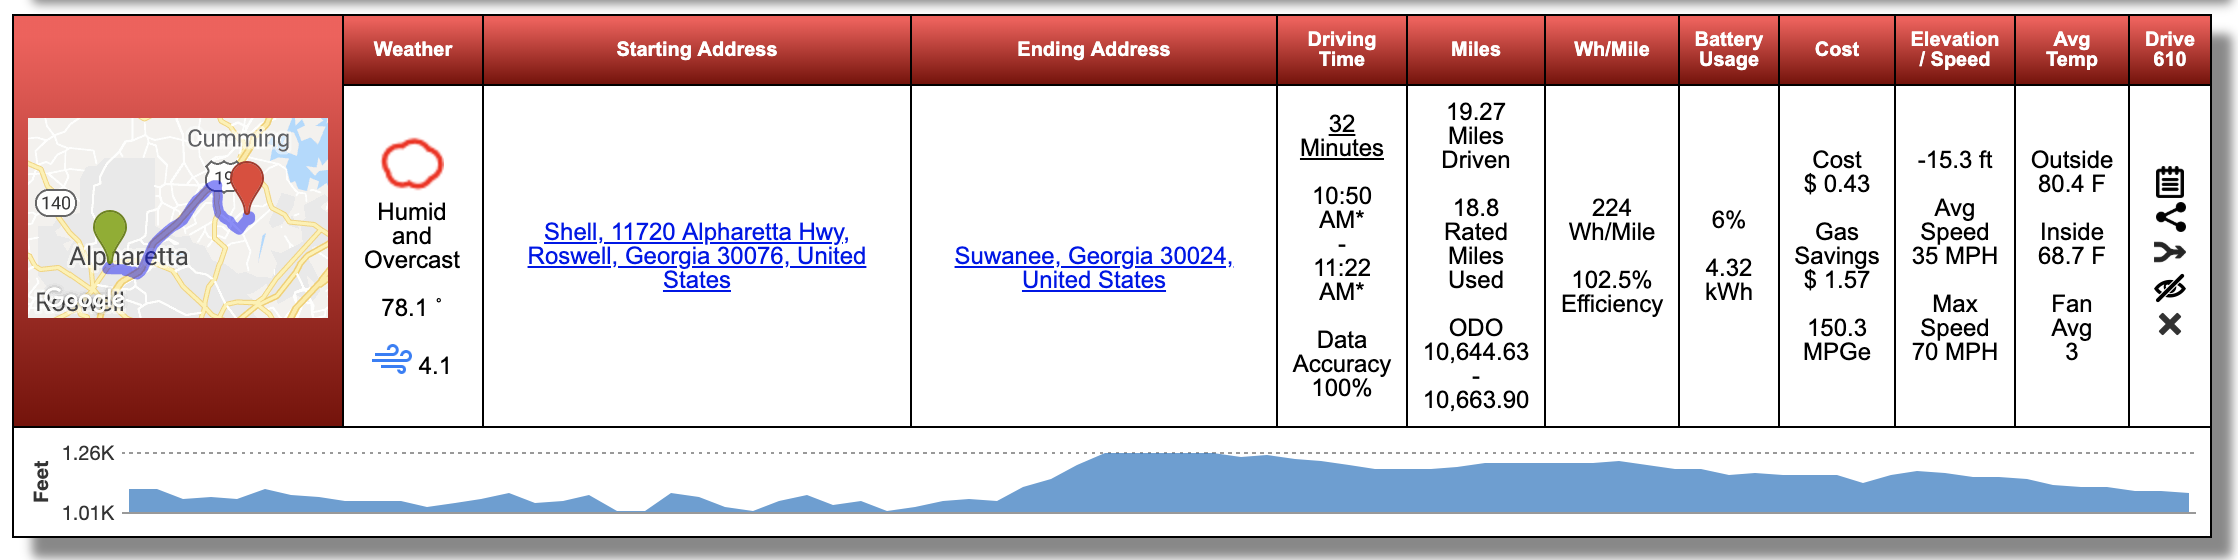 Weather
Starting Address
Ending Address
Driving
Time
Miles
Wh/Mile
Battery
Usage
Cost
Elevation
/ Speed
Avg
Temp
Drive
610
Cumming
19
140
Alpharetta
Roswell
Google
Humid
and
Overcast
78.1 °
4.1
Shell, 11720 Alpharetta Hwy,
Roswell, Georgia 30076, United
States
Suwanee, Georgia 30024,
United States
32
Minutes
10:50
AM*
-
11:22
AM*
Data
Accuracy
100%
19.27
Miles
Driven
18.8
Rated
Miles
Used
ODO
10,644.63
-
10,663.90
224
Wh/Mile
102.5%
Efficiency
6%
4.32
kWh
Cost
$ 0.43
Gas
Savings
$ 1.57
150.3
MPGe
-15.3 ft
Avg
Speed
35 MPH
Max
Speed
70 MPH
Outside
80.4 F
Inside
68.7 F
Fan
Avg
3
Feet
1.26K
1.01K